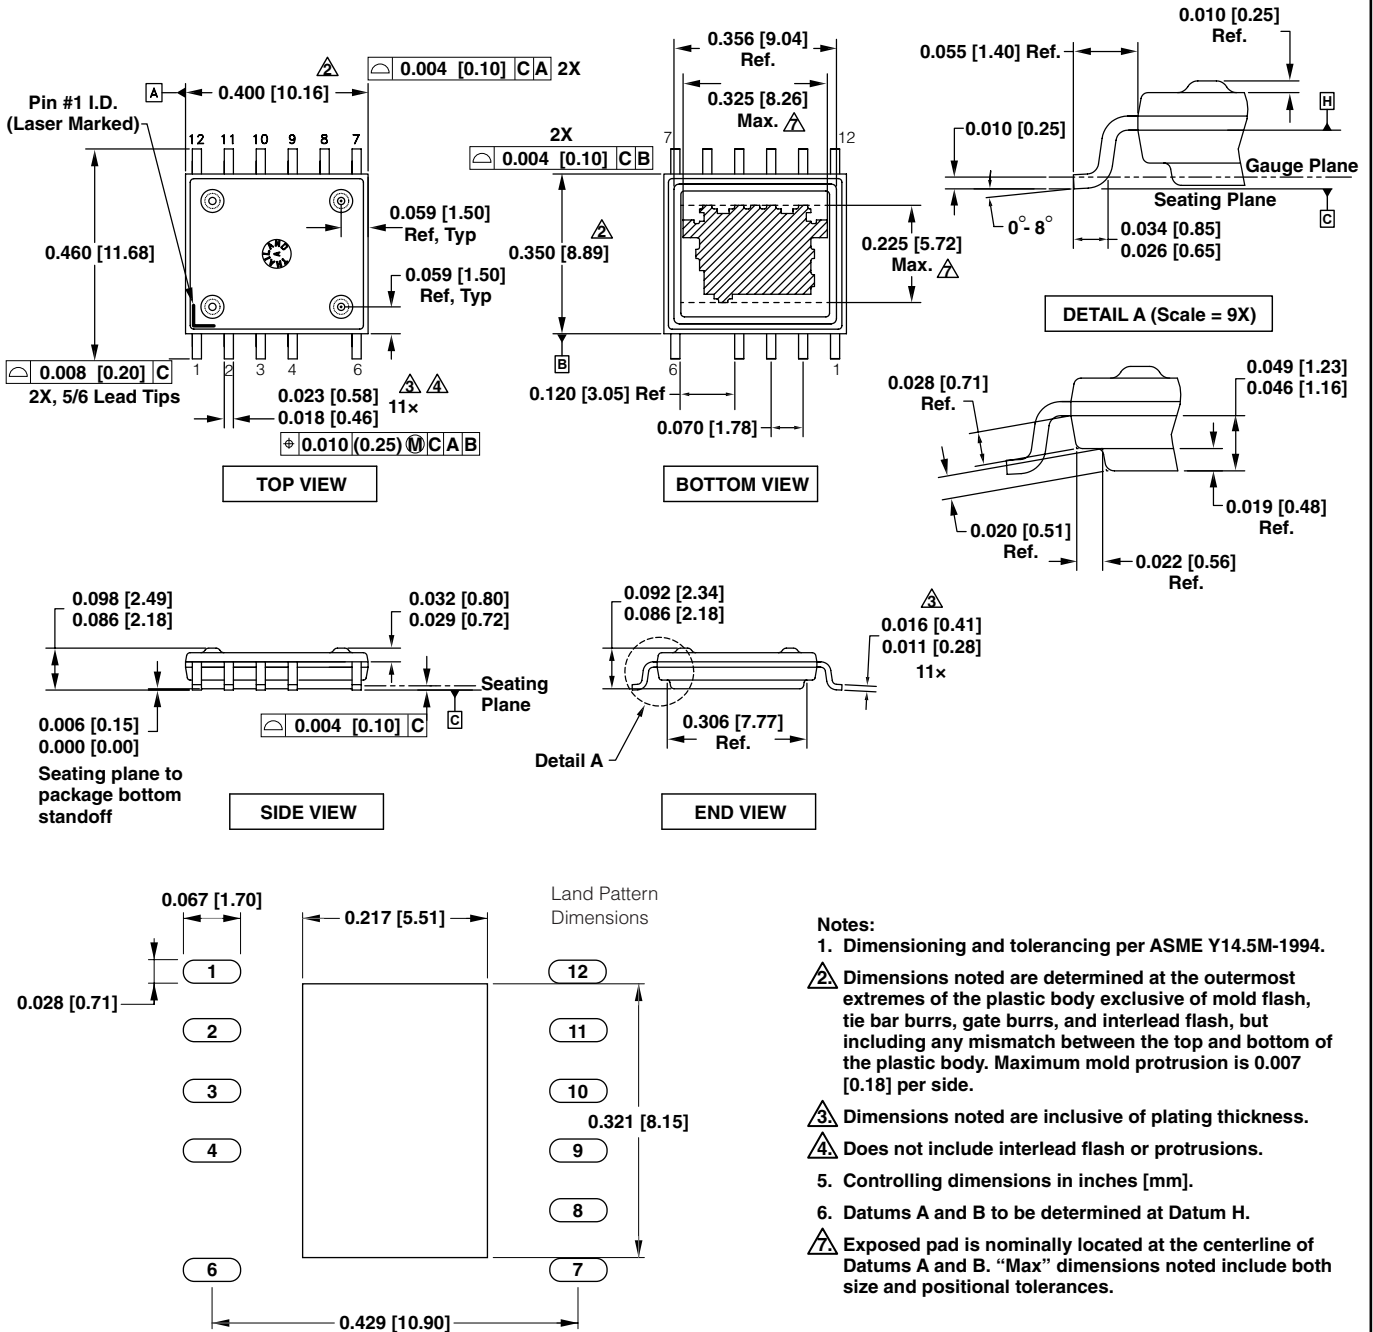 0.010 [0.25]
Ref.
0.055 [1.40] Ref.
0.356 [9.04]
Ref.
2
0.004 [0.10] C A 2X
A
0.400 [10.16]
Pin #1 I.D.
(Laser Marked)
0.325 [8.26]
Max. 7
H
12 11 10 9 8 7
2X
0.004 [0.10] C B
7 12
0.010 [0.25]
Gauge Plane
Seating Plane
C
0°- 8°
0.034 [0.85]
0.026 [0.65]
0.059 [1.50]
Ref, Typ
0.460 [11.68]
2
0.350 [8.89]
0.225 [5.72]
Max. 7
0.059 [1.50]
Ref, Typ
DETAIL A (Scale = 9X)
B
0.008 [0.20] C
2X, 5/6 Lead Tips
1 2 3 4 6
6 1
0.023 [0.58]
0.018 [0.46]
3 4
11×
0.010 (0.25) M C A B
0.120 [3.05] Ref
0.070 [1.78]
0.028 [0.71]
Ref.
0.049 [1.23]
0.046 [1.16]
TOP VIEW
BOTTOM VIEW
0.019 [0.48]
Ref.
0.020 [0.51]
Ref.
0.022 [0.56]
Ref.
0.098 [2.49]
0.086 [2.18]
0.032 [0.80]
0.029 [0.72]
0.092 [2.34]
0.086 [2.18]
3
0.016 [0.41]
0.011 [0.28]
11×
Seating
Plane
C
0.006 [0.15]
0.000 [0.00]
0.004 [0.10] C
Seating plane to
package bottom
standoff
0.306 [7.77]
Ref.
Detail A
SIDE VIEW
END VIEW
0.067 [1.70]
0.217 [5.51]
Land Pattern
Dimensions
1
12
0.028 [0.71]
2
11
3
10
0.321 [8.15]
4
9
8
6
7
0.429 [10.90]
Notes:
1. Dimensioning and tolerancing per ASME Y14.5M-1994.
2. Dimensions noted are determined at the outermost
extremes of the plastic body exclusive of mold flash,
tie bar burrs, gate burrs, and interlead flash, but
including any mismatch between the top and bottom of
the plastic body. Maximum mold protrusion is 0.007
[0.18] per side.
3. Dimensions noted are inclusive of plating thickness.
4. Does not include interlead flash or protrusions.
5. Controlling dimensions in inches [mm].
6. Datums A and B to be determined at Datum H.
7. Exposed pad is nominally located at the centerline of
Datums A and B. “Max” dimensions noted include both
size and positional tolerances.